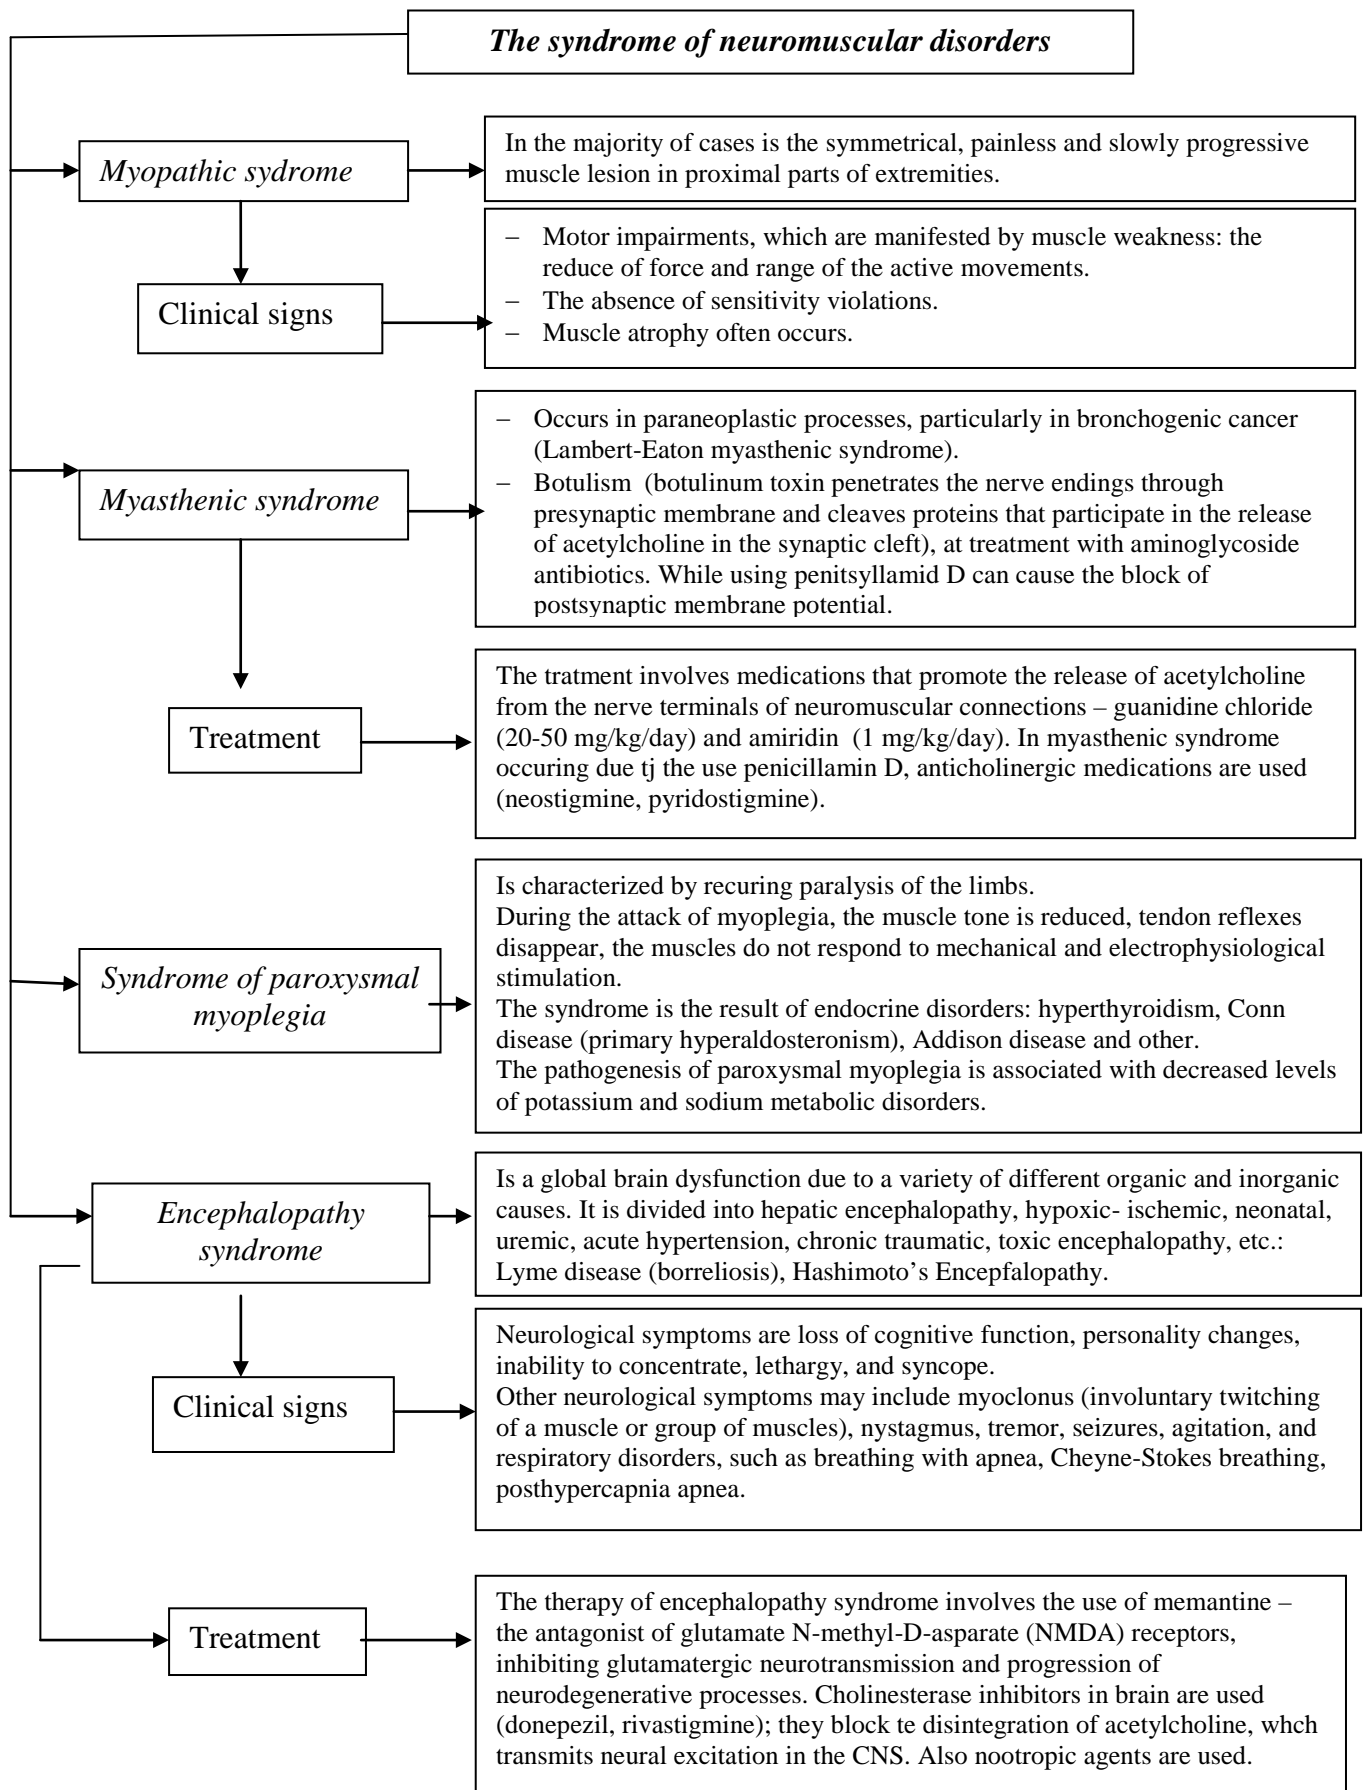 The syndrome of neuromuscular disorders
Myopathic sydrome
In the majority of cases is the symmetrical, painless and slowly progressive
muscle lesion in proximal parts of extremities.
Clinical signs
– Motor impairments, which are manifested by muscle weakness: the
reduce of force and range of the active movements.
– The absence of sensitivity violations.
– Muscle atrophy often occurs.
Myasthenic syndrome
– Occurs in paraneoplastic processes, particularly in bronchogenic cancer
(Lambert-Eaton myasthenic syndrome).
– Botulism (botulinum toxin penetrates the nerve endings through
presynaptic membrane and cleaves proteins that participate in the release
of acetylcholine in the synaptic cleft), at treatment with aminoglycoside
antibiotics. While using penitsyllamid D can cause the block of
postsynaptic membrane potential.
Treatment
The tratment involves medications that promote the release of acetylcholine
from the nerve terminals of neuromuscular connections – guanidine chloride
(20-50 mg/kg/day) and amiridin (1 mg/kg/day). In myasthenic syndrome
occuring due tj the use penicillamin D, anticholinergic medications are used
(neostigmine, pyridostigmine).
Syndrome of paroxysmal
myoplegia
Is characterized by recuring paralysis of the limbs.
During the attack of myoplegia, the muscle tone is reduced, tendon reflexes
disappear, the muscles do not respond to mechanical and electrophysiological
stimulation.
The syndrome is the result of endocrine disorders: hyperthyroidism, Conn
disease (primary hyperaldosteronism), Addison disease and other.
The pathogenesis of paroxysmal myoplegia is associated with decreased levels
of potassium and sodium metabolic disorders.
Encephalopathy
syndrome
Is a global brain dysfunction due to a variety of different organic and inorganic
causes. It is divided into hepatic encephalopathy, hypoxic- ischemic, neonatal,
uremic, acute hypertension, chronic traumatic, toxic encephalopathy, etc.:
Lyme disease (borreliosis), Hashimoto’s Encepfalopathy.
Clinical signs
Neurological symptoms are loss of cognitive function, personality changes,
inability to concentrate, lethargy, and syncope.
Other neurological symptoms may include myoclonus (involuntary twitching
of a muscle or group of muscles), nystagmus, tremor, seizures, agitation, and
respiratory disorders, such as breathing with apnea, Cheyne-Stokes breathing,
posthypercapnia apnea.
Treatment
The therapy of encephalopathy syndrome involves the use of memantine –
the antagonist of glutamate N-methyl-D-asparate (NMDA) receptors,
inhibiting glutamatergic neurotransmission and progression of
neurodegenerative processes. Cholinesterase inhibitors in brain are used
(donepezil, rivastigmine); they block te disintegration of acetylcholine, whch
transmits neural excitation in the CNS. Also nootropic agents are used.